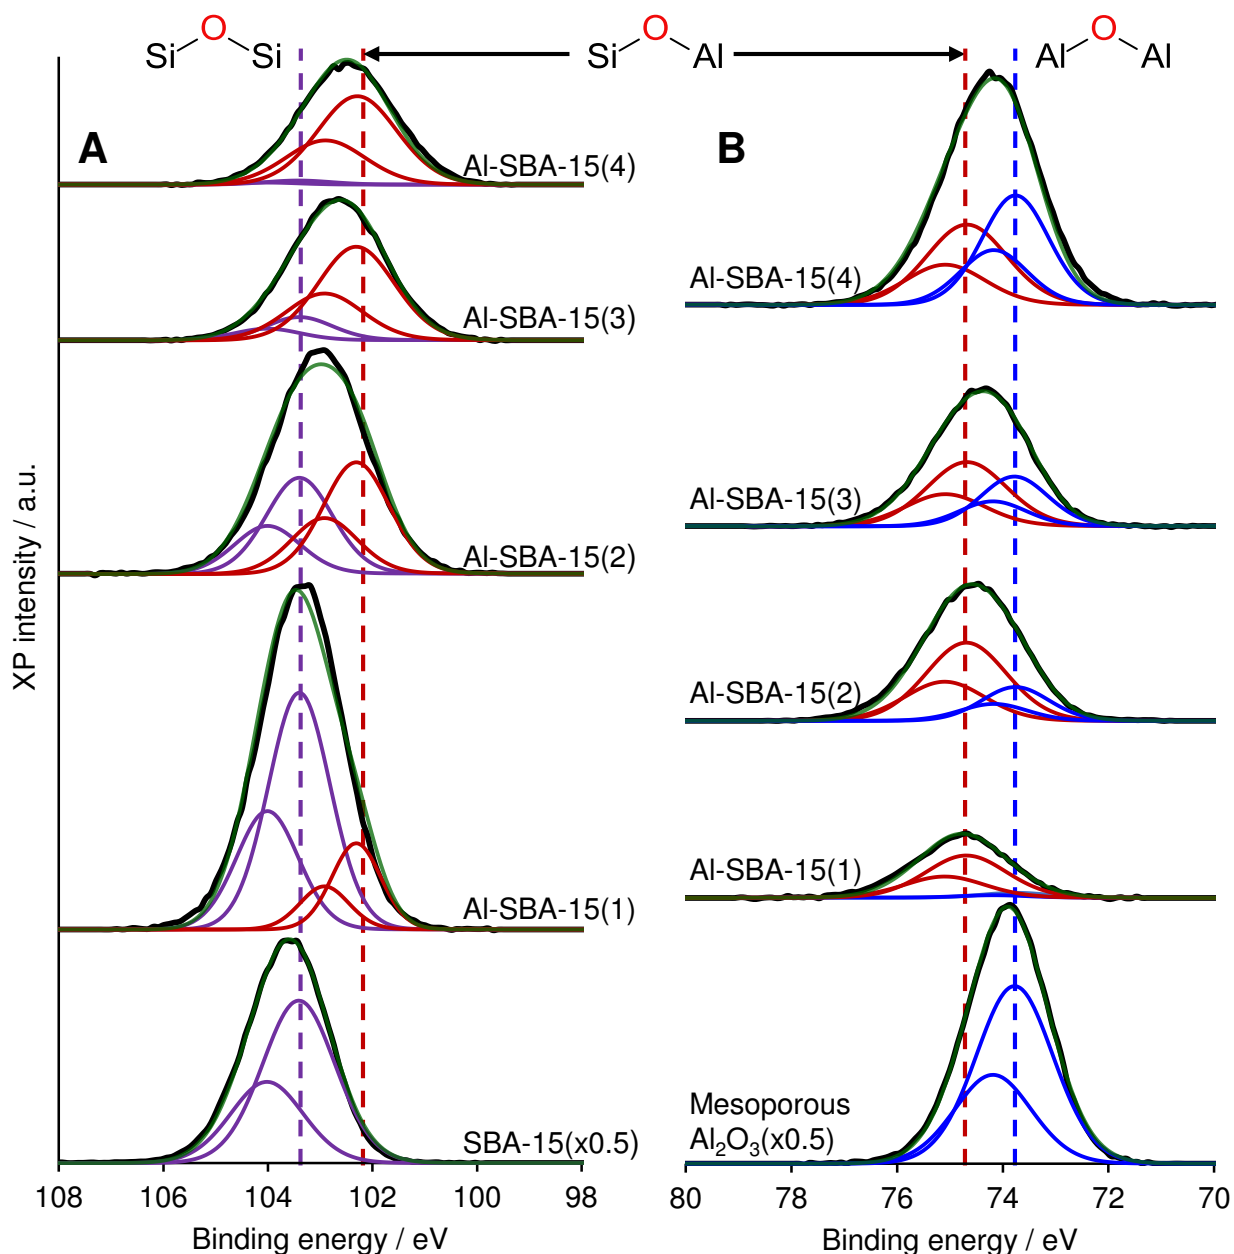 Si O Si
Si O Al
Al O Al
A
Al-SBA-15(4)
Al-SBA-15(3)
Al-SBA-15(2)
Al-SBA-15(1)
SBA-15(x0.5)
XP intensity / a.u.
108 106 104 102 100 98
Binding energy / eV
B
Al-SBA-15(4)
Al-SBA-15(3)
Al-SBA-15(2)
Al-SBA-15(1)
Mesoporous
Al₂O₃(x0.5)
80 78 76 74 72 70
Binding energy / eV